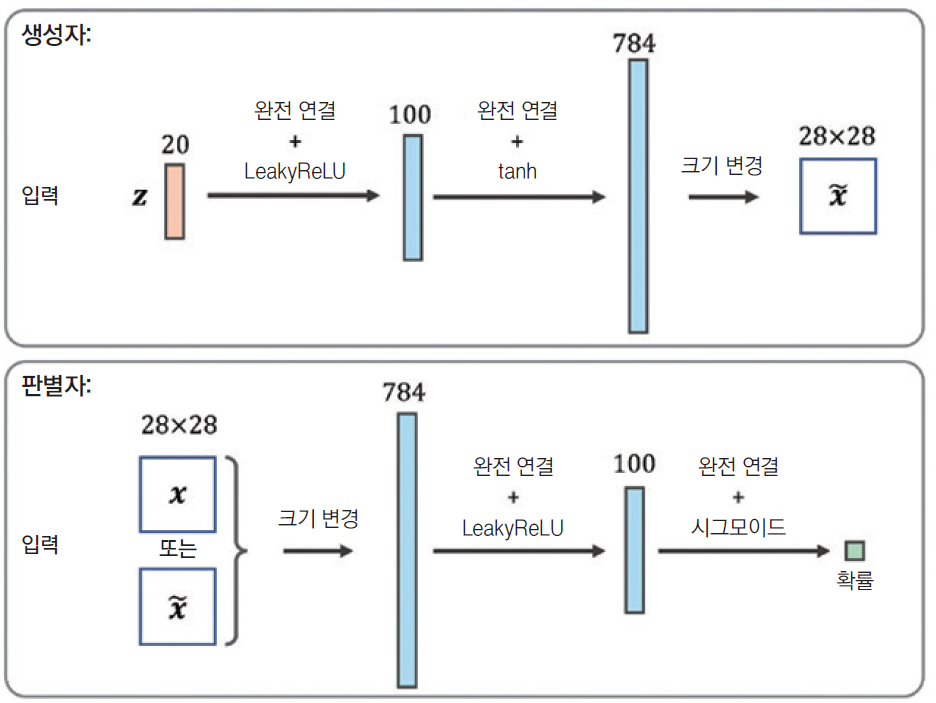 생성자:
입력
z
20
완전 연결
+
LeakyReLU
100
완전 연결
+
tanh
784
크기 변경
28×28
x̃
판별자:
입력
28×28
x
또는
x̃
크기 변경
784
완전 연결
+
LeakyReLU
100
완전 연결
+
시그모이드
확률